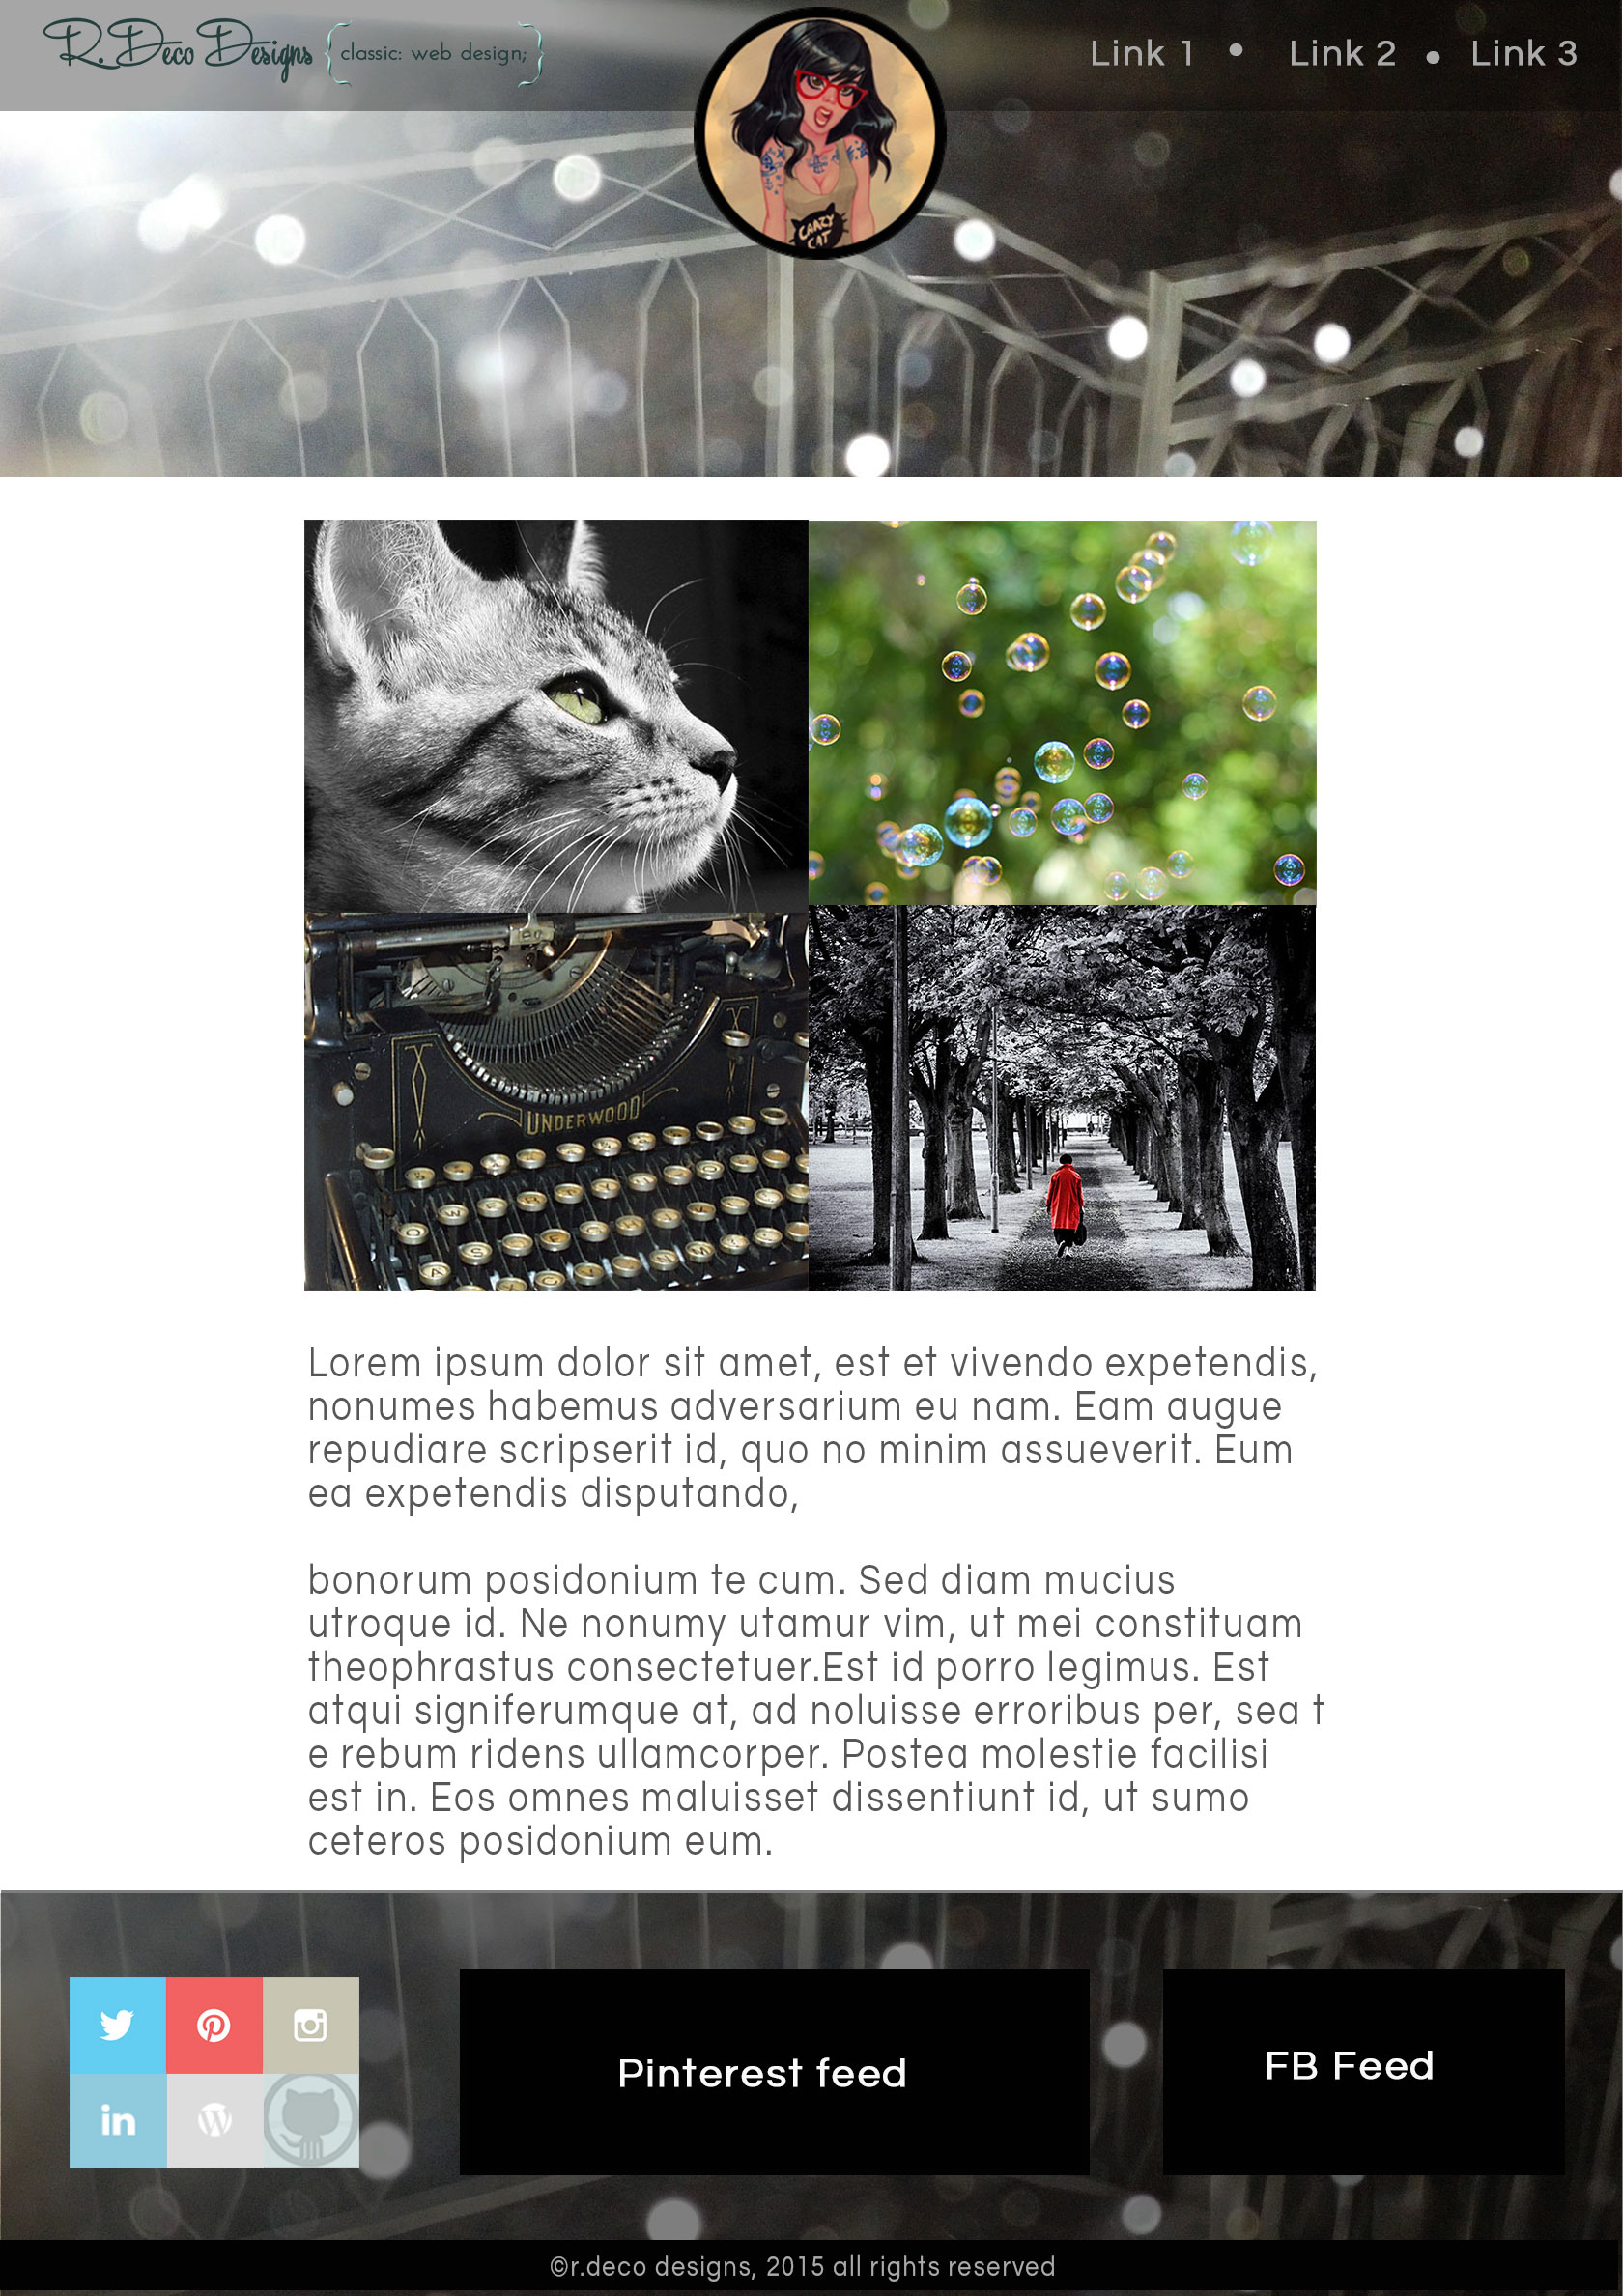 R. Deco Designs {classic: web design;}
Link 1 • Link 2 • Link 3
CRAZY
CAT
UNDERWOOD
Lorem ipsum dolor sit amet, est et vivendo expetendis,
nonumes habemus adversarium eu nam. Eam augue
repudiare scripserit id, quo no minim assueverit. Eum
ea expetendis disputando,
bonorum posidonium te cum. Sed diam mucius
utroque id. Ne nonumy utamur vim, ut mei constituam
theophrastus consectetuer.Est id porro legimus. Est
atqui signiferumque at, ad noluisse erroribus per, sea t
e rebum ridens ullamcorper. Postea molestie facilisi
est in. Eos omnes maluisset dissentiunt id, ut sumo
ceteros posidonium eum.
Pinterest feed
FB Feed
©r.deco designs, 2015 all rights reserved